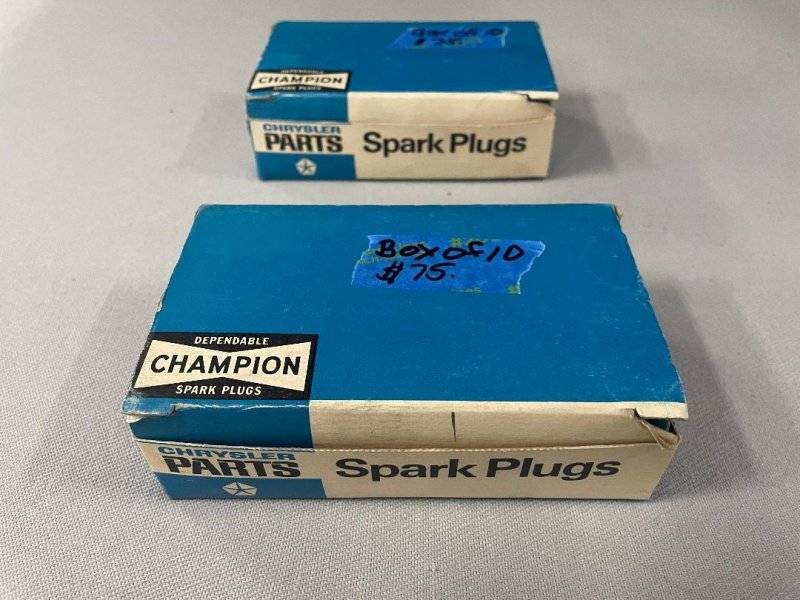 Box of 10
$75.
DEPENDABLE
CHAMPION
SPARK PLUGS
CHRYSLER
PARTS
Spark Plugs
Box of 10
$75.
DEPENDABLE
CHAMPION
SPARK PLUGS
CHRYSLER
PARTS
Spark Plugs